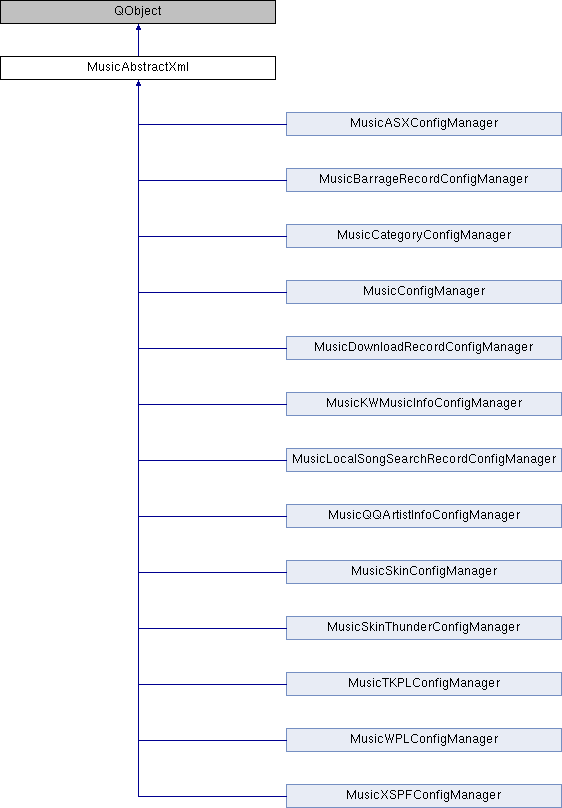 QObject
MusicAbstractXml
MusicASXConfigManager
MusicBarrageRecordConfigManager
MusicCategoryConfigManager
MusicConfigManager
MusicDownloadRecordConfigManager
MusicKWMusicInfoConfigManager
MusicLocalSongSearchRecordConfigManager
MusicQQArtistInfoConfigManager
MusicSkinConfigManager
MusicSkinThunderConfigManager
MusicTKPLConfigManager
MusicWPLConfigManager
MusicXSPFConfigManager